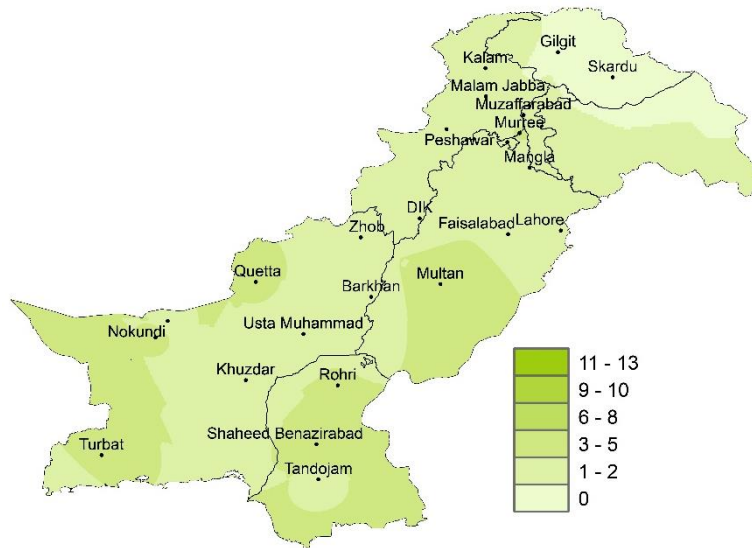 Gilgit
Kalam
Skardu
Malam Jabba
Muzaffarabad
Murree
Peshawar
Mangla
DIK
Zhob
Faisalabad
Lahore
Quetta
Multan
Barkhan
Nokundi
Usta Muhammad
Khuzdar
Rohri
Turbat
Shaheed Benazirabad
Tandojam
11 - 13
9 - 10
6 - 8
3 - 5
1 - 2
0